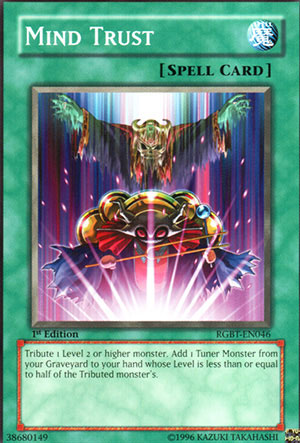 MIND TRUST
[SPELL CARD]
1st Edition
RGBT-EN046
Tribute 1 Level 2 or higher monster. Add 1 Tuner Monster from
your Graveyard to your hand whose Level is less than or equal
to half of the Tributed monster's.
38680149
©1996 KAZUKI TAKAHASHI